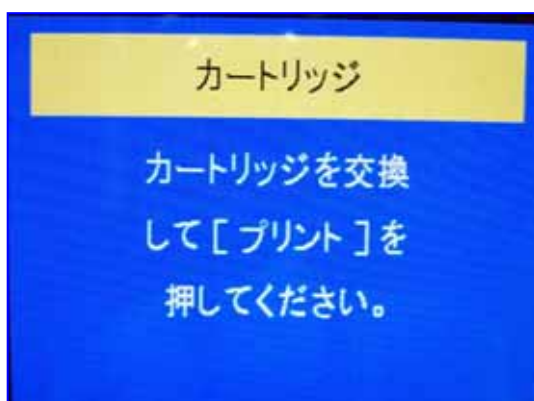 カートリッジ
カートリッジを交換
して[プリント]を
押してください。